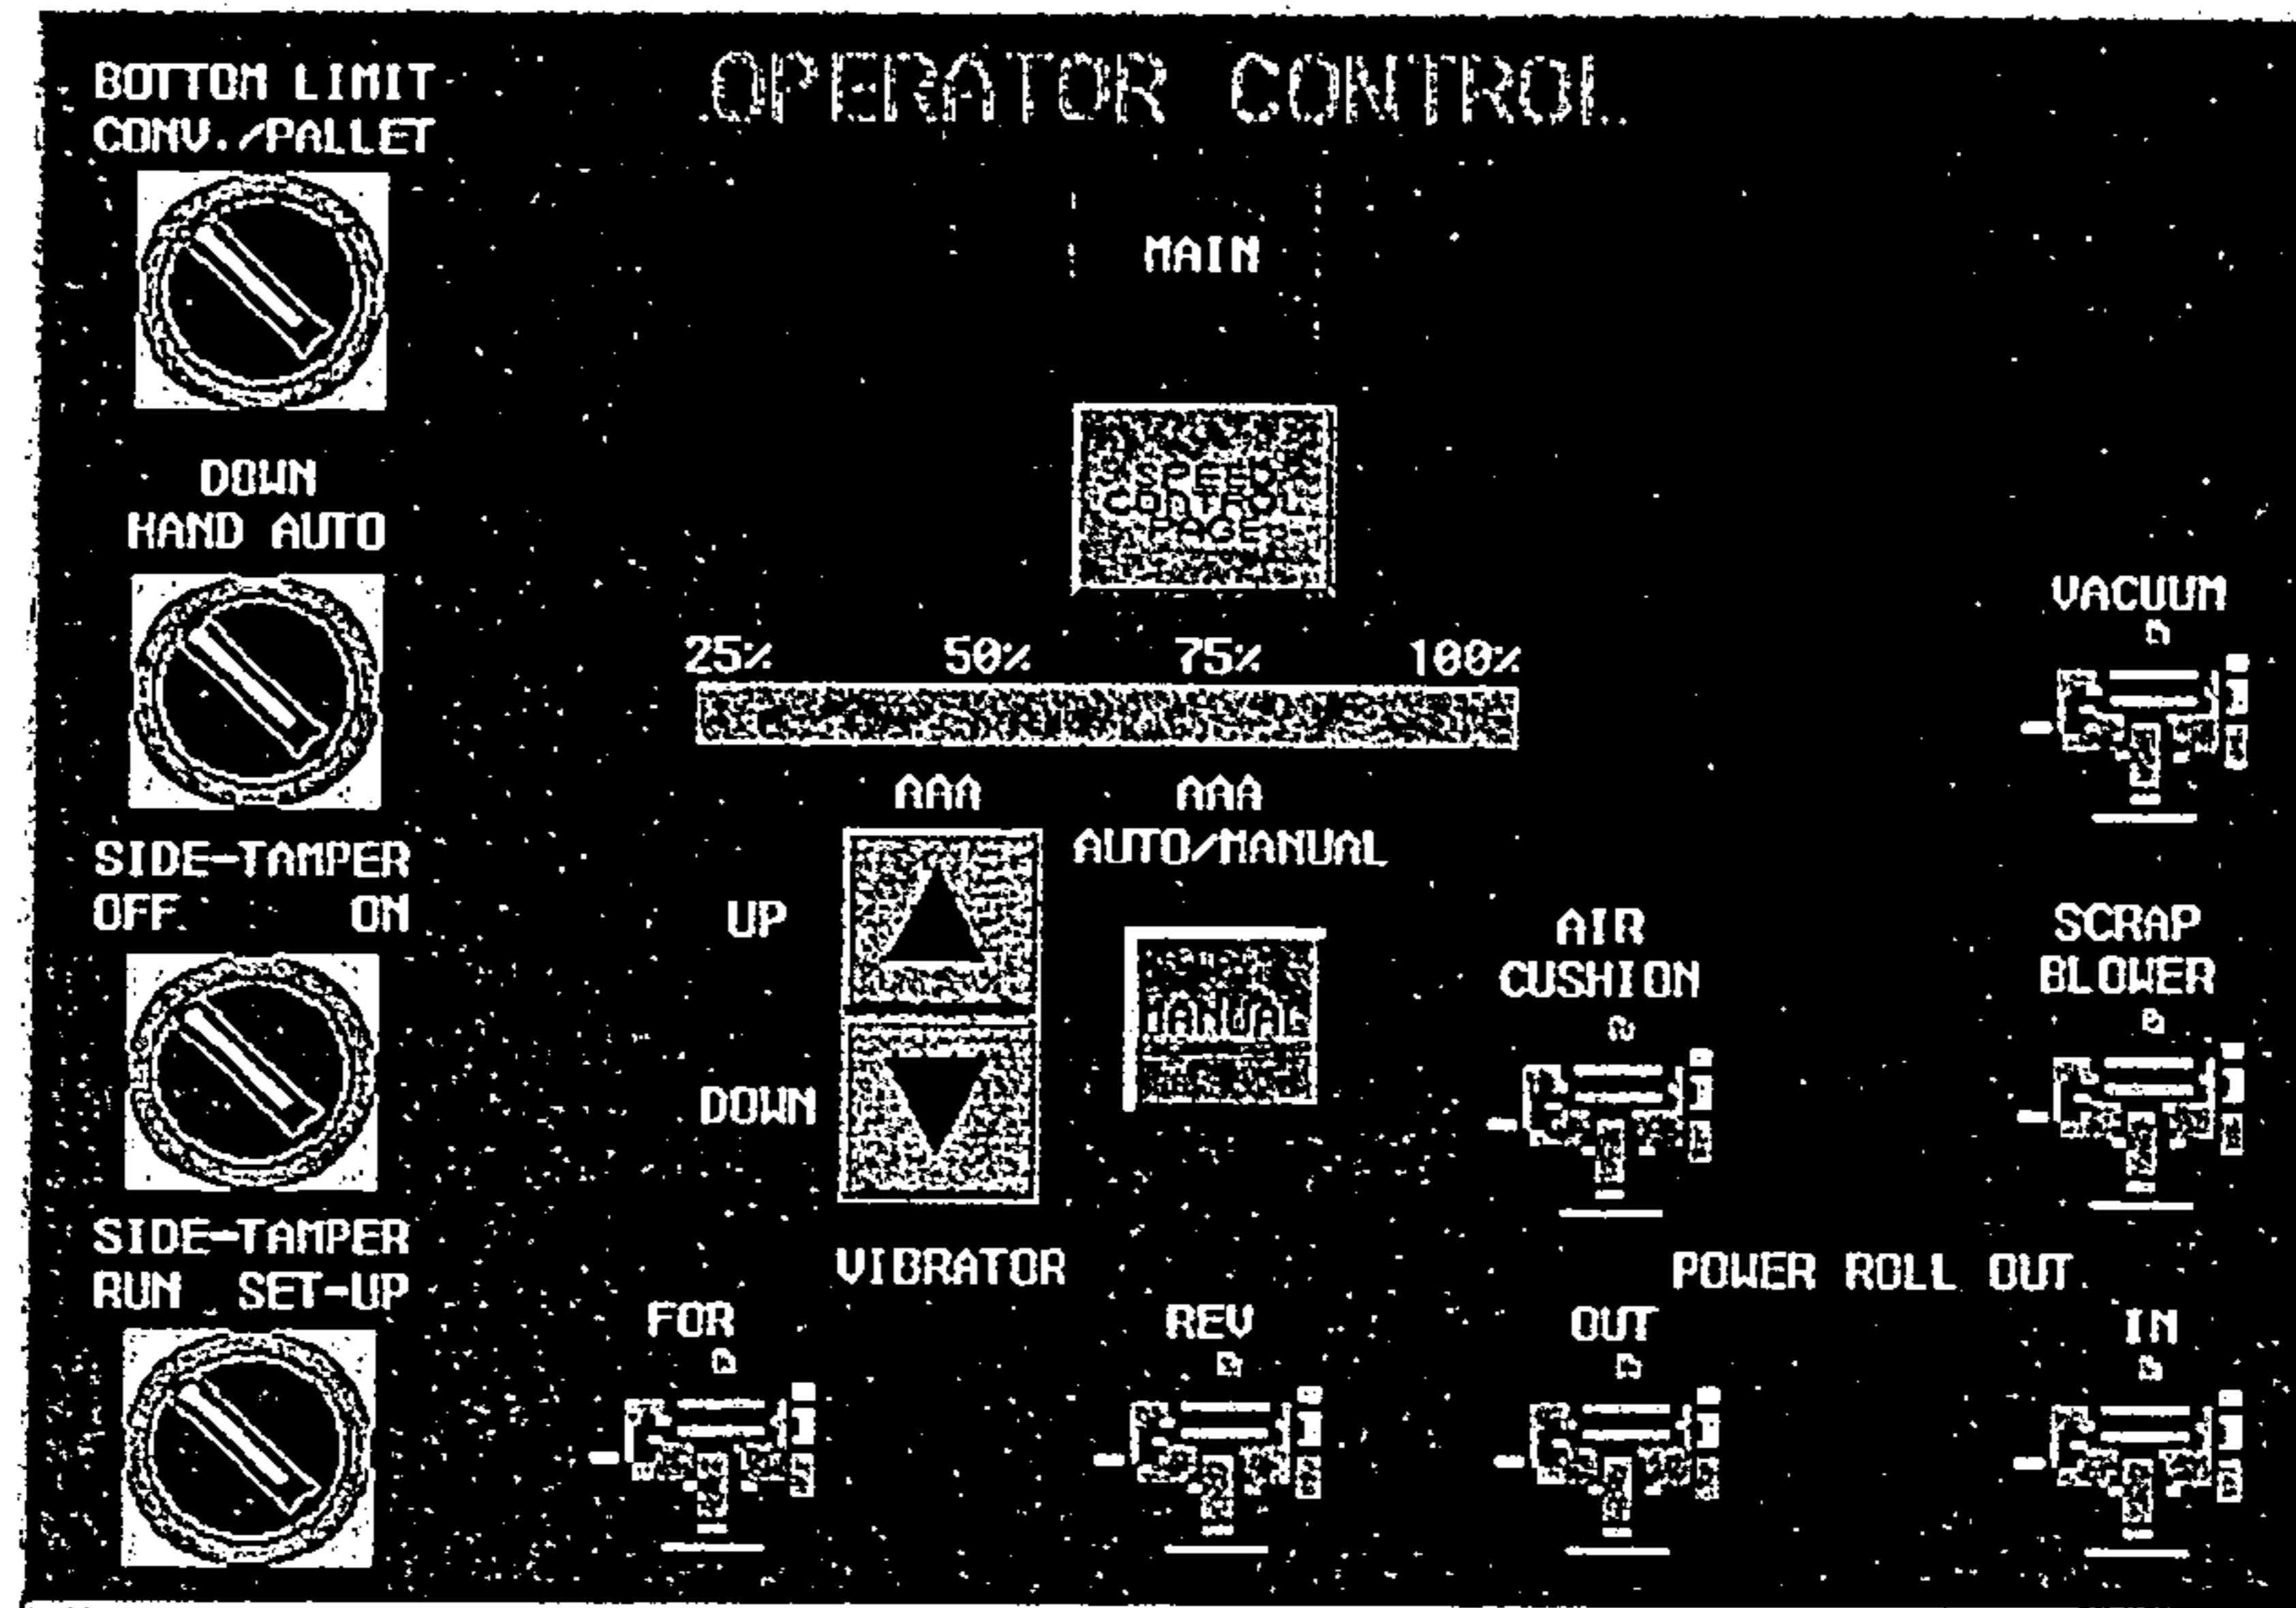 OPERATOR CONTROL
BOTTOM LIMIT
CONV./PALLET
MAIN
DOWN
HAND AUTO
SPEED
CONTROL
PAGE
VACUUM
25% 50% 75% 100%
AAA AAA
SIDE-TAMPER
OFF ON
UP
AUTO/MANUAL
MANUAL
DOWN
AIR
CUSHION
SCRAP
BLOWER
SIDE-TAMPER
RUN SET-UP
VIBRATOR
FOR REV
POWER ROLL OUT
OUT IN